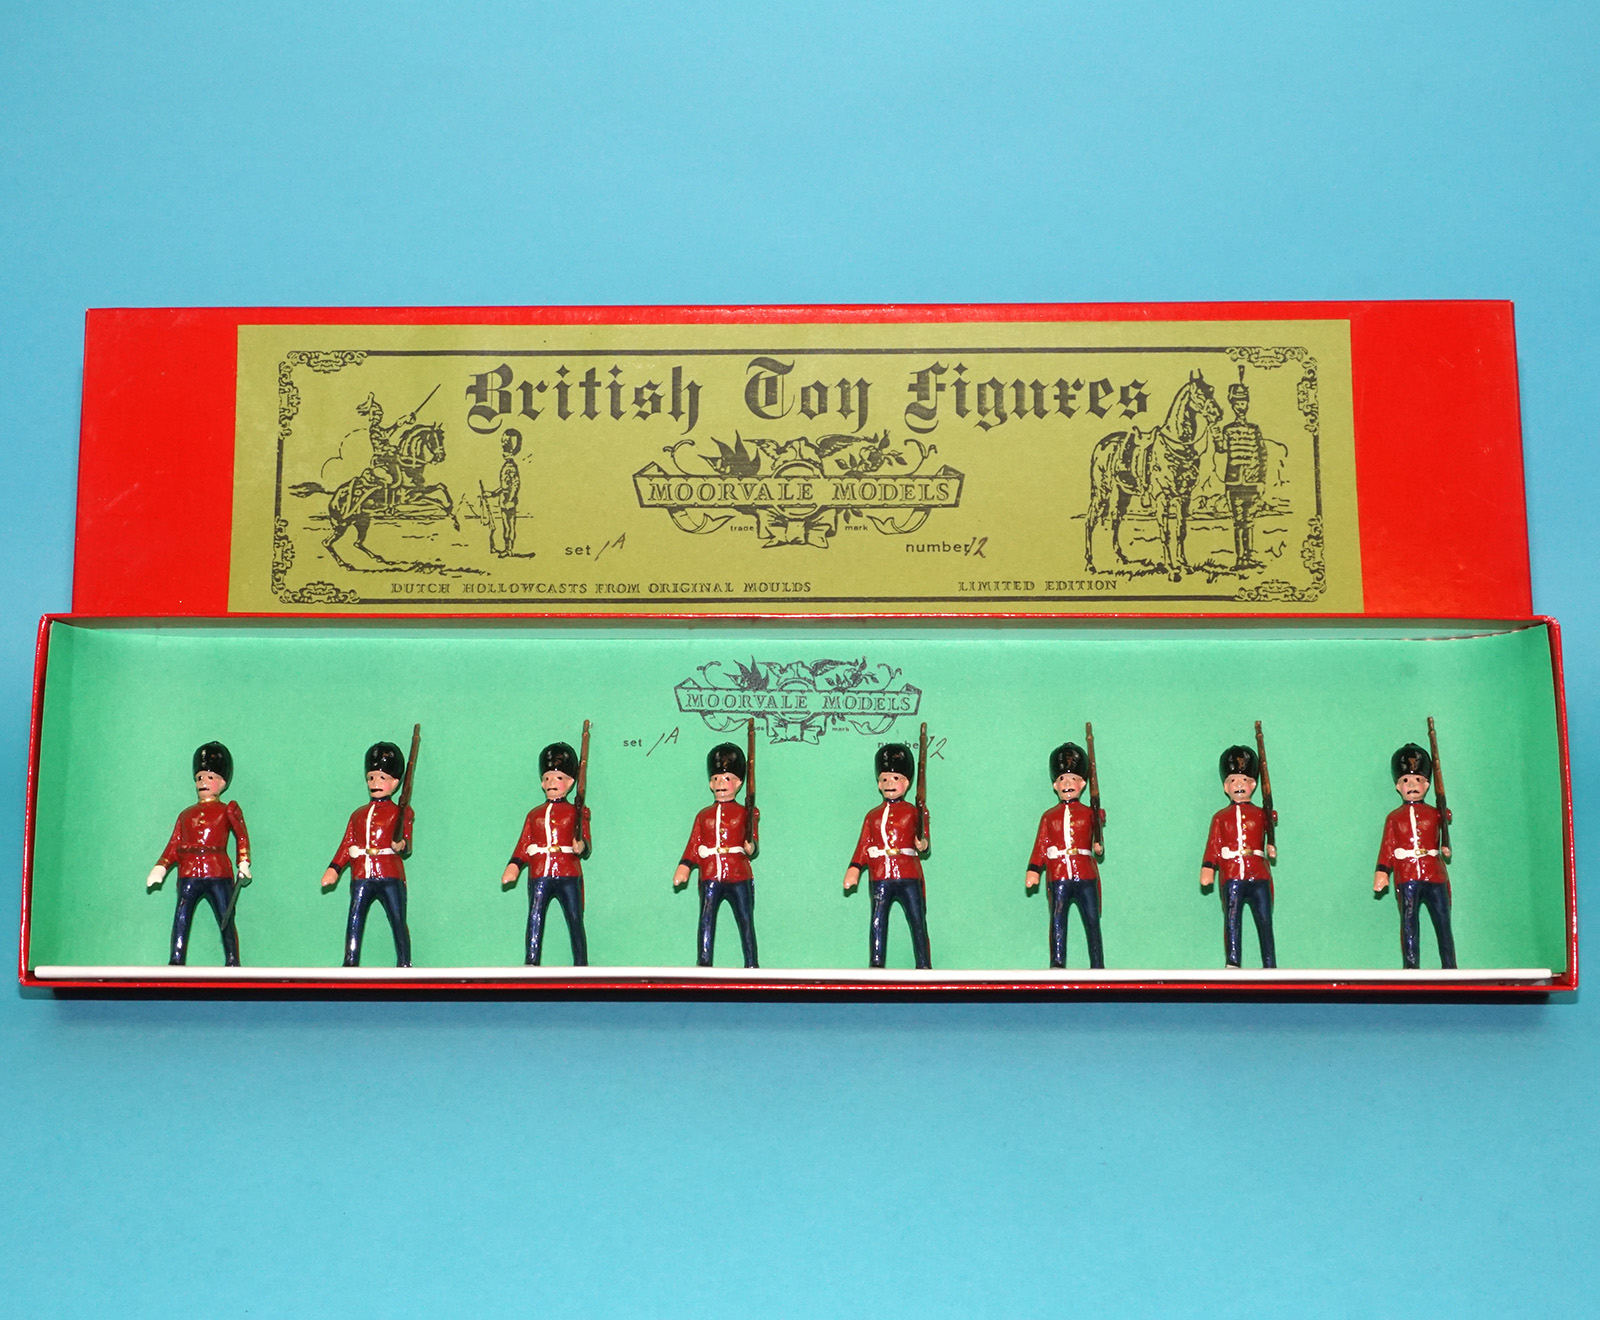 British Toy Figures
MOORVALE MODELS
trade mark
set 1A number 12
DUTCH HOLLOWCASTS FROM ORIGINAL MOULDS LIMITED EDITION
MOORVALE MODELS
mark
set 1A 12